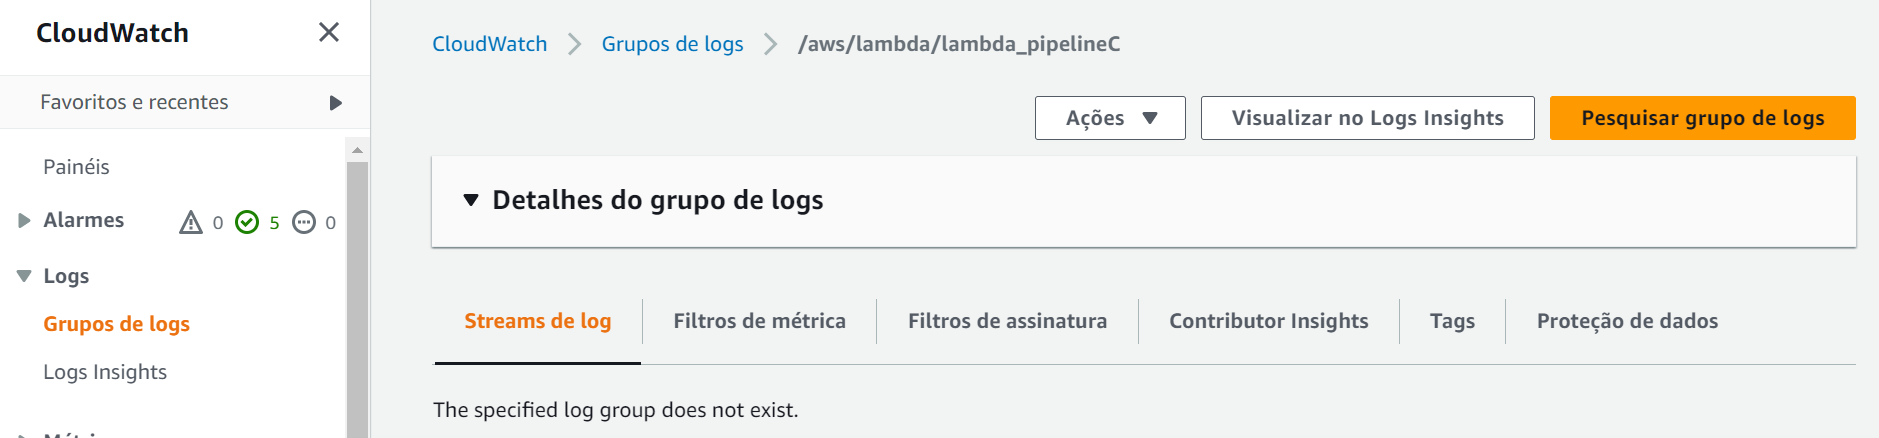 CloudWatch
Favoritos e recentes
Painéis
Alarmes 0 5 0
Logs
Grupos de logs
Logs Insights
CloudWatch Grupos de logs /aws/lambda/lambda_pipelineC
Ações Visualizar no Logs Insights Pesquisar grupo de logs
Detalhes do grupo de logs
Streams de log Filtros de métrica Filtros de assinatura Contributor Insights Tags Proteção de dados
The specified log group does not exist.